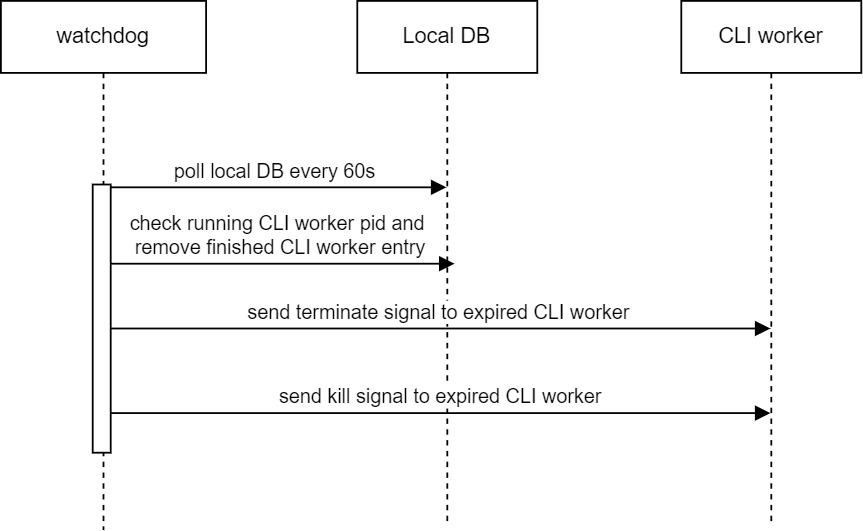 watchdog
Local DB
CLI worker
poll local DB every 60s
check running CLI worker pid and
remove finished CLI worker entry
send terminate signal to expired CLI worker
send kill signal to expired CLI worker